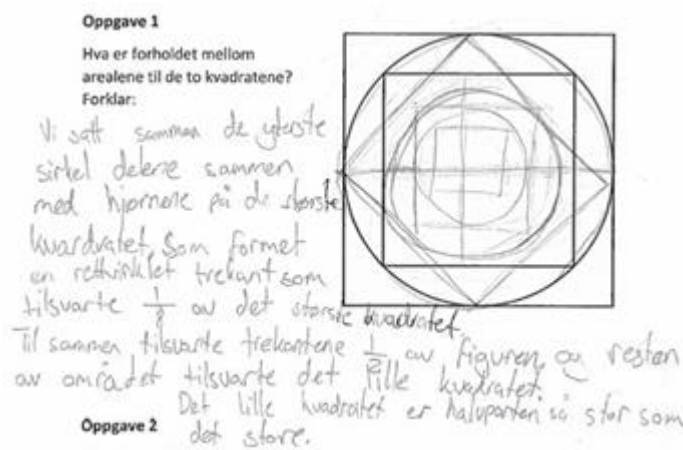 Oppgave 1
Hva er forholdet mellom
arealene til de to kvadratene?
Forklar:
Vi satt sammen de yterste
sirkel delene sammen
med hjørnene på de største
kvardvatet, Som formet
en rettvinklet trekant som
tilsvarte 1/8 av det største kvadratet.
Til sammen tilsvarte trekantene 1/2 av figuren, og resten
av området tilsvarte det lille kvadratet.
Det lille kvadratet er halvparten så stor som
Oppgave 2 det store.